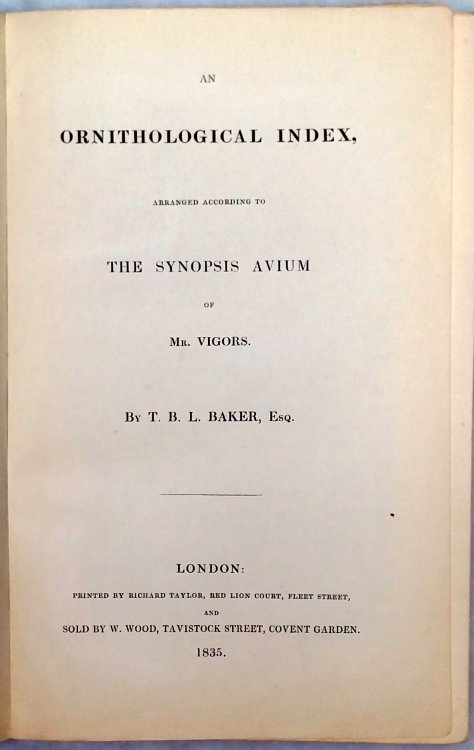 AN
ORNITHOLOGICAL INDEX,
ARRANGED ACCORDING TO
THE SYNOPSIS AVIUM
OF
MR. VIGORS.
BY T. B. L. BAKER, ESQ.
LONDON:
PRINTED BY RICHARD TAYLOR, RED LION COURT, FLEET STREET,
AND
SOLD BY W. WOOD, TAVISTOCK STREET, COVENT GARDEN.
1835.